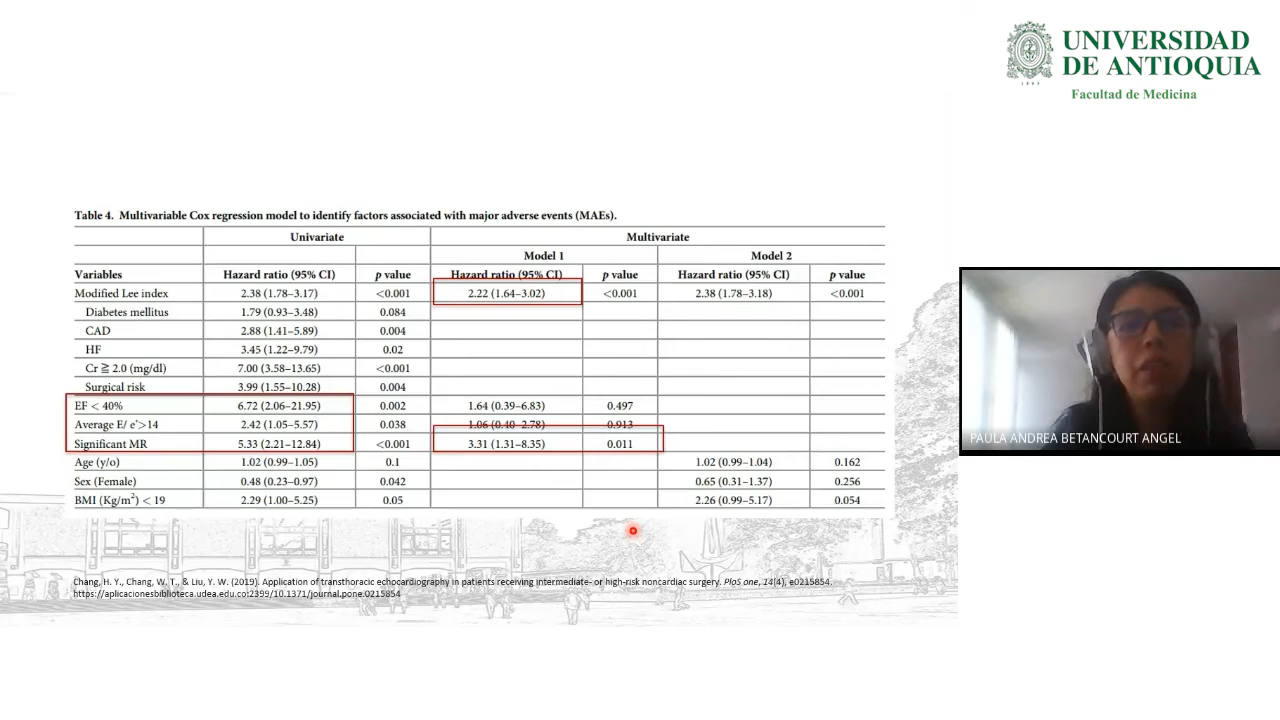 UNIVERSIDAD
DE ANTIOQUIA
1803
Facultad de Medicina
Table 4. Multivariable Cox regression model to identify factors associated with major adverse events (MAEs).
Univariate Multivariate
Model 1 Model 2
Variables Hazard ratio (95% CI) p value Hazard ratio (95% CI) p value Hazard ratio (95% CI) p value
Modified Lee index 2.38 (1.78–3.17) <0.001 2.22 (1.64–3.02) <0.001 2.38 (1.78–3.18) <0.001
Diabetes mellitus 1.79 (0.93–3.48) 0.084
CAD 2.88 (1.41–5.89) 0.004
HF 3.45 (1.22–9.79) 0.02
Cr ≧ 2.0 (mg/dl) 7.00 (3.58–13.65) <0.001
Surgical risk 3.99 (1.55–10.28) 0.004
EF < 40% 6.72 (2.06–21.95) 0.002 1.64 (0.39–6.83) 0.497
Average E/ e'>14 2.42 (1.05–5.57) 0.038 1.06 (0.40–2.78) 0.913
Significant MR 5.33 (2.21–12.84) <0.001 3.31 (1.31–8.35) 0.011
Age (y/o) 1.02 (0.99–1.05) 0.1 1.02 (0.99–1.04) 0.162
Sex (Female) 0.48 (0.23–0.97) 0.042 0.65 (0.31–1.37) 0.256
BMI (Kg/m²) < 19 2.29 (1.00–5.25) 0.05 2.26 (0.99–5.17) 0.054
PAULA ANDREA BETANCOURT ANGEL
Chang, H. Y., Chang, W. T., & Liu, Y. W. (2019). Application of transthoracic echocardiography in patients receiving intermediate- or high-risk noncardiac surgery. PloS one, 14(4), e0215854.
https://aplicacionesbiblioteca.udea.edu.co:2399/10.1371/journal.pone.0215854